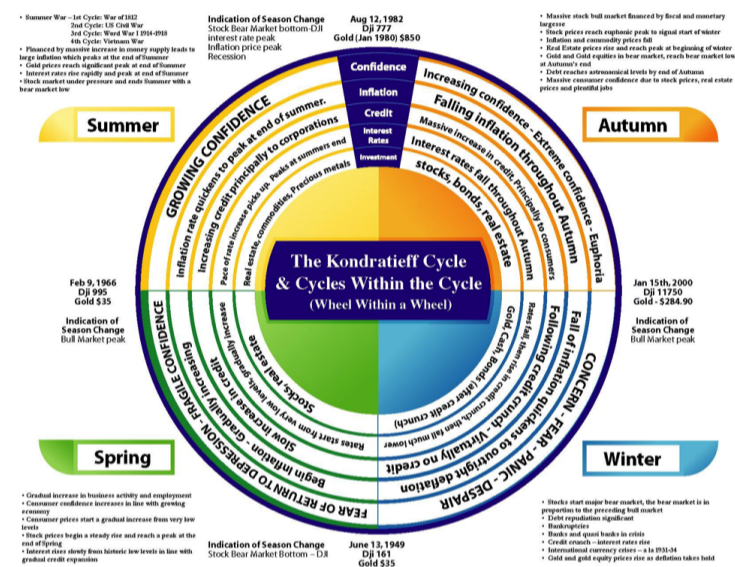 • Summer War – 1st Cycle: War of 1812
2nd Cycle: US Civil War
3rd Cycle: Word War I 1914-1918
4th Cycle: Vietnam War
• Financed by massive increase in money supply leads to
large inflation which peaks at the end of Summer
• Gold prices reach significant peak at end of Summer
• Interest rates rise rapidly and peak at end of Summer
• Stock market under pressure and ends Summer with a
bear market low
Indication of Season Change
Stock Bear Market bottom-DJI
interest rate peak
Inflation price peak
Recession
Aug 12, 1982
Dji 777
Gold (Jan 1980) $850
• Massive stock bull market financed by fiscal and monetary
largesse
• Stock prices reach euphoric peak to signal start of winter
• Inflation and commodity prices fall
• Real Estate prices rise and reach peak at beginning of winter
• Gold and Gold equities in bear market, reach bear market low
at Autumn's end
• Debt reaches astronomical levels by end of Autumn
• Massive consumer confidence due to stock prices, real estate
prices and plentiful jobs
Summer
Autumn
Confidence
Inflation
Credit
Interest
Rates
Investment
GROWING CONFIDENCE
Inflation rate quickens to peak at end of summer.
Increasing credit principally to corporations
Pace of rate increase picks up. Peaks at summers end
Real estate, commodities, Precious metals
Increasing confidence - Extreme confidence - Euphoria
Falling inflation throughout Autumn
Massive increase in credit. Principally to consumers
Interest rates fall throughout Autumn
stocks, bonds, real estate
The Kondratieff Cycle
& Cycles Within the Cycle
(Wheel Within a Wheel)
Feb 9, 1966
Dji 995
Gold $35
Indication of
Season Change
Bull Market peak
Jan 15th, 2000
Dji 11750
Gold - $284.90
Indication of
Season Change
Bull Market peak
FEAR OF RETURN TO DEPRESSION - FRAGILE CONFIDENCE
Begin Inflation - Gradually increasing
Slow increase in credit
Rates start from very low levels, gradually increase
Stocks, real estate
CONCERN - FEAR - PANIC - DESPAIR
Fall of inflation quickens to outright deflation
Following credit crunch - Virtually no credit
Rates fall, then rise in credit crunch, then fall much lower
Gold, Cash, Bonds (after credit crunch)
Spring
Winter
• Gradual increase in business activity and employment
• Consumer confidence increases in line with growing
economy
• Consumer prices start a gradual increase from very low
levels
• Stock prices begin a steady rise and reach a peak at the
end of Spring
• Interest rises slowly from historic low levels in line with
gradual credit expansion
Indication of Season Change
Stock Bear Market Bottom – DJI
June 13, 1949
Dji 161
Gold $35
• Stocks start major bear market, the bear market is in
proportion to the preceding bull market
• Debt repudiation significant
• Bankruptcies
• Banks and quasi banks in crisis
• Credit crunch – interest rates rise
• International currency crises – a la 1931-34
• Gold and gold equity prices rise as deflation takes hold